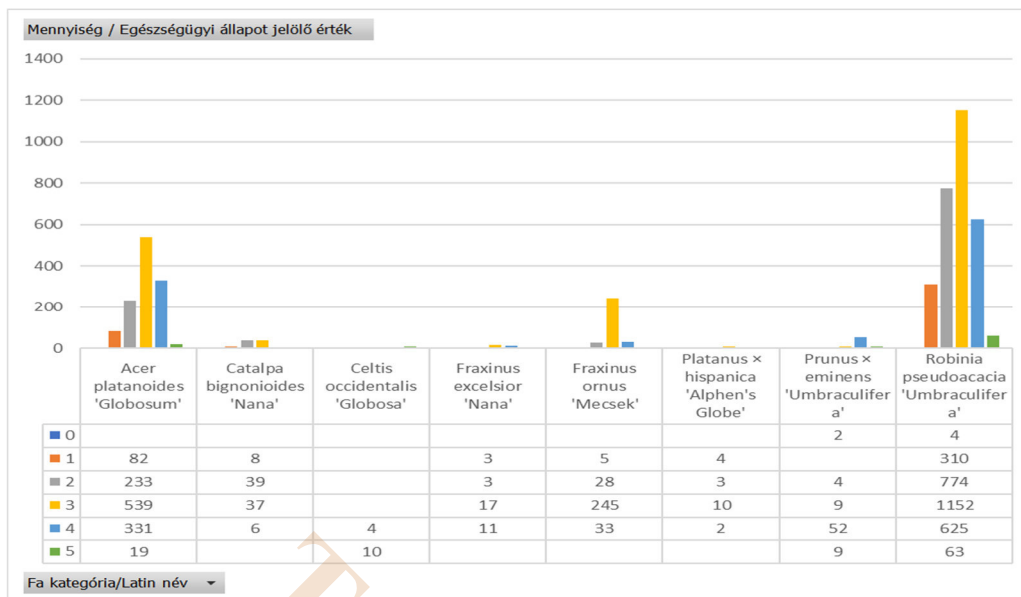 Mennyiség / Egészségügyi állapot jelölő érték
1400
1200
1000
800
600
400
200
0
Acer platanoides 'Globosum'
Catalpa bignonioides 'Nana'
Celtis occidentalis 'Globosa'
Fraxinus excelsior 'Nana'
Fraxinus ornus 'Mecsek'
Platanus × hispanica 'Alphen's Globe'
Prunus × eminens 'Umbraculifera'
Robinia pseudoacacia 'Umbraculifera'
0 2 4
1 82 8 3 5 4 310
2 233 39 3 28 3 4 774
3 539 37 17 245 10 9 1152
4 331 6 4 11 33 2 52 625
5 19 10 9 63
Fa kategória/Latin név